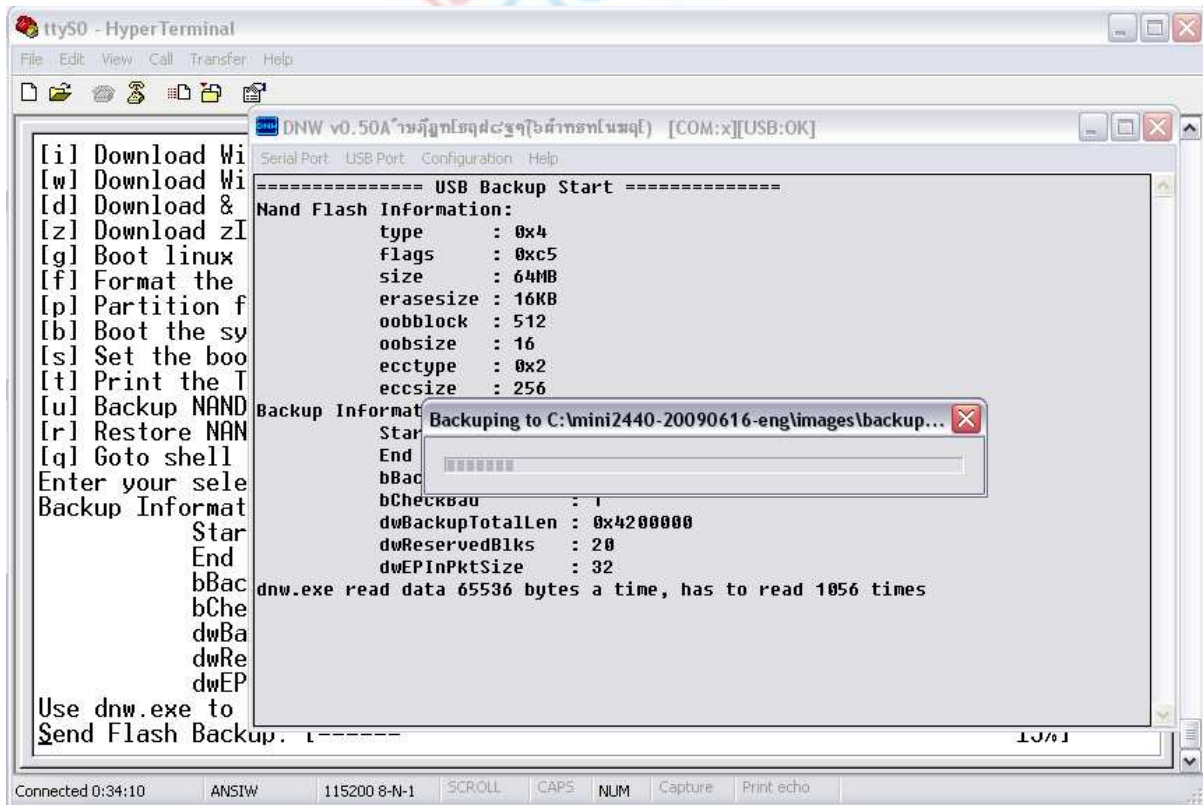 ttyS0 - HyperTerminal
File Edit View Call Transfer Help
DNW v0.50A [COM:x][USB:OK]
Serial Port USB Port Configuration Help
[i] Download Wi
[w] Download Wi
[d] Download &
[z] Download zI
[g] Boot linux
[f] Format the
[p] Partition f
[b] Boot the sy
[s] Set the boo
[t] Print the T
[u] Backup NAND
[r] Restore NAN
[q] Goto shell
Enter your sele
Backup Informat
Star
End
bBac
bChe
dwBa
dwRe
dwEP
Use dnw.exe to
Send Flash Backup: [------
=============== USB Backup Start ==============
Nand Flash Information:
type : 0x4
flags : 0xc5
size : 64MB
erasesize : 16KB
oobblock : 512
oobsize : 16
ecctype : 0x2
eccsize : 256
Backup Informat
Star
End
bBac
bCheckBad : 1
dwBackupTotalLen : 0x4200000
dwReservedBlks : 20
dwEPInPktSize : 32
dnw.exe read data 65536 bytes a time, has to read 1056 times
Backuping to C:\mini2440-20090616-eng\images\backup...
Connected 0:34:10 ANSIW 115200 8-N-1 SCROLL CAPS NUM Capture Print echo